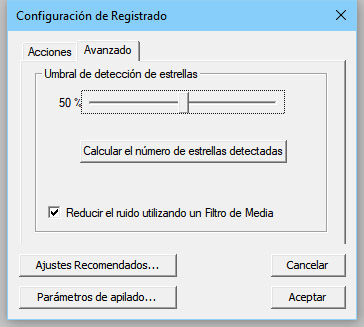 Configuración de Registrado
Acciones Avanzado
Umbral de detección de estrellas
50 %
Calcular el número de estrellas detectadas
Reducir el ruido utilizando un Filtro de Media
Ajustes Recomendados... Cancelar
Parámetros de apilado... Aceptar